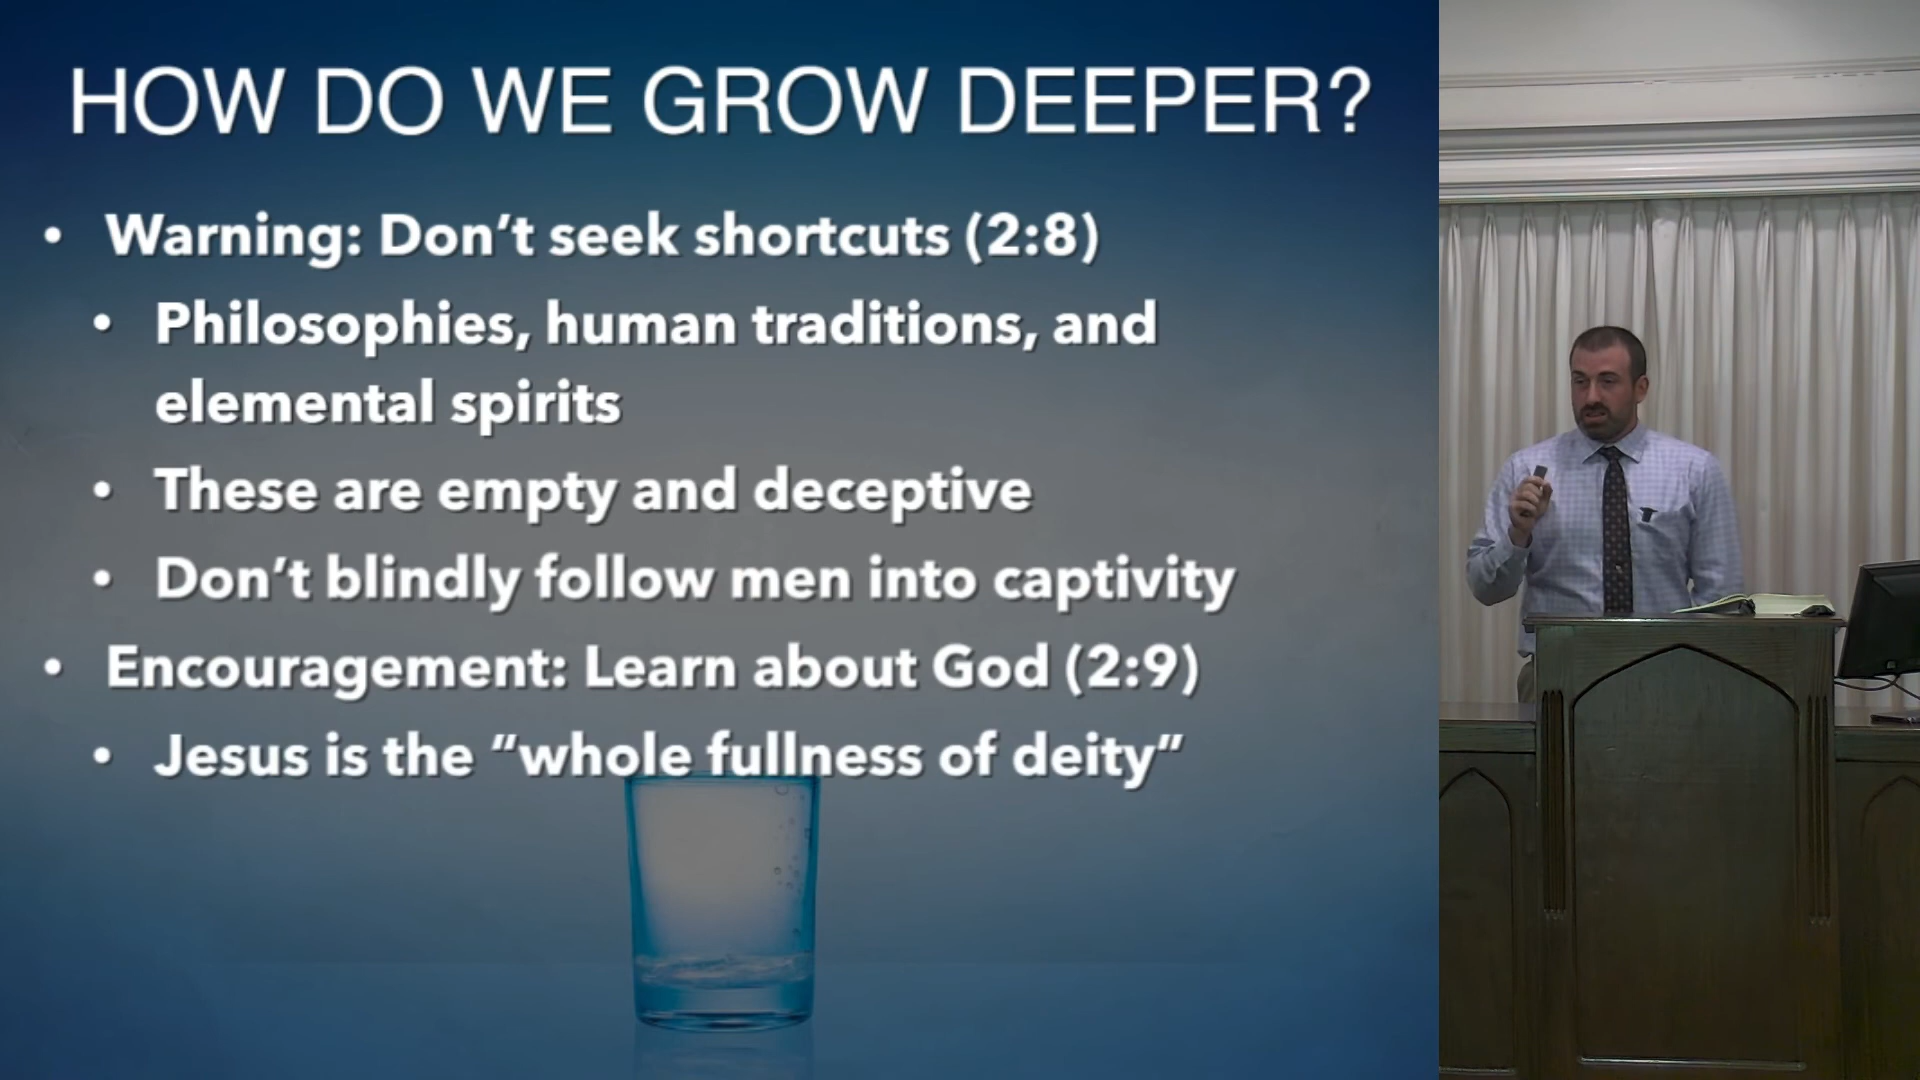 HOW DO WE GROW DEEPER?
• Warning: Don’t seek shortcuts (2:8)
• Philosophies, human traditions, and
elemental spirits
• These are empty and deceptive
• Don’t blindly follow men into captivity
• Encouragement: Learn about God (2:9)
• Jesus is the “whole fullness of deity”